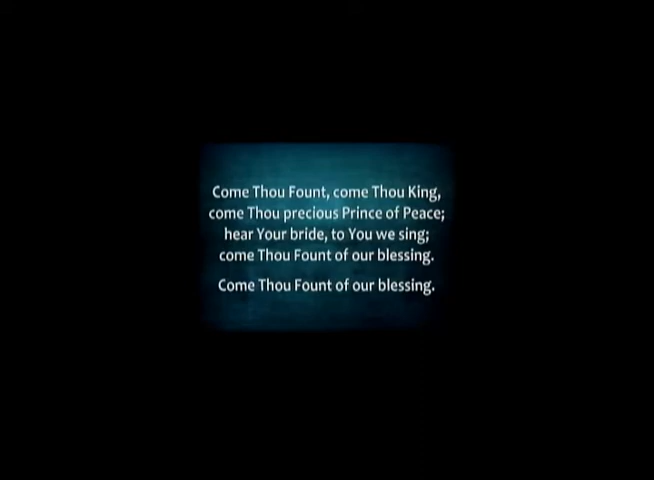 Come Thou Fount, come Thou King,
come Thou precious Prince of Peace;
hear Your bride, to You we sing;
come Thou Fount of our blessing.
Come Thou Fount of our blessing.